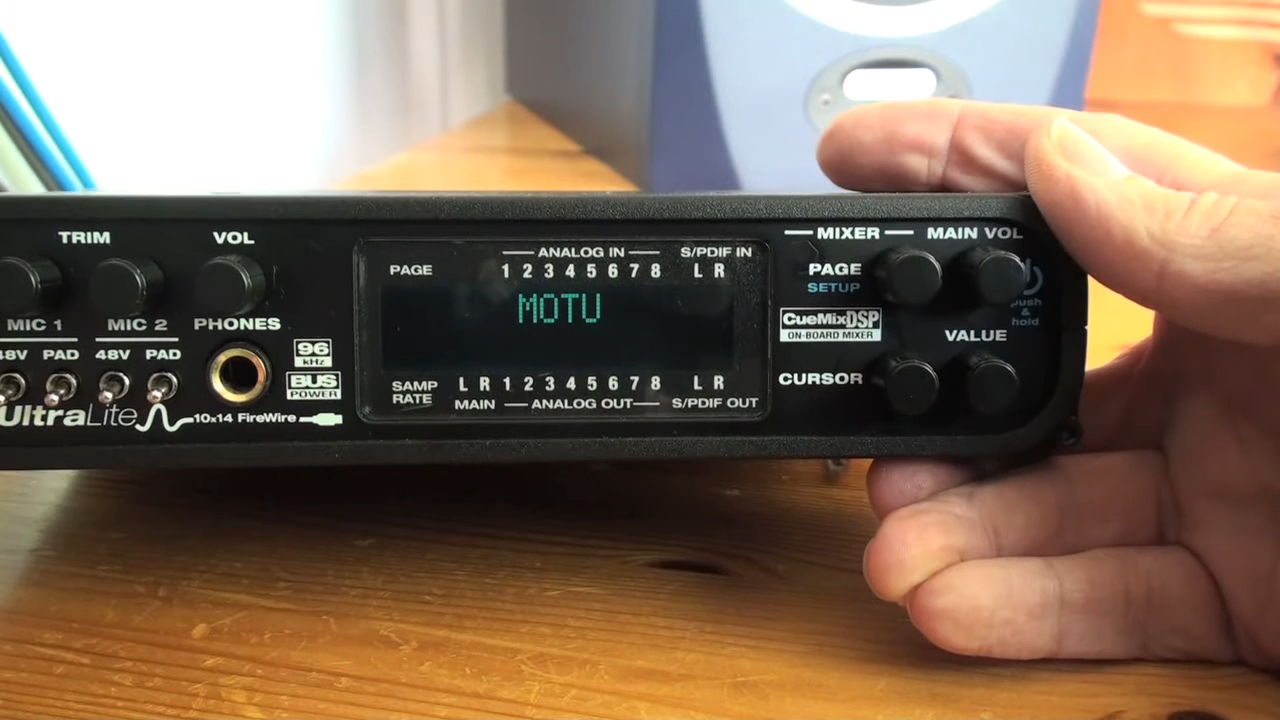 TRIM
VOL
MIC 1
MIC 2
PHONES
48V PAD 48V PAD
96
kHz
BUS
POWER
UltraLite
10x14 FireWire
PAGE
ANALOG IN
1 2 3 4 5 6 7 8
S/PDIF IN
L R
MOTU
SAMP
RATE
L R 1 2 3 4 5 6 7 8 L R
MAIN ANALOG OUT S/PDIF OUT
MIXER
MAIN VOL
PAGE
SETUP
push
&
hold
CueMixDSP
ON-BOARD MIXER
VALUE
CURSOR